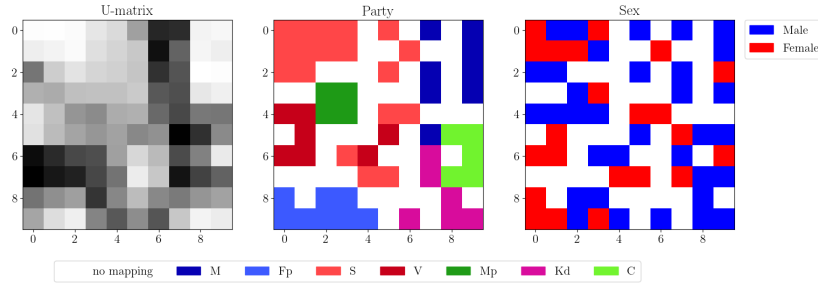 U-matrix Party Sex
0 0 0 Male
Female
2 2 2
4 4 4
6 6 6
8 8 8
0 2 4 6 8 0 2 4 6 8 0 2 4 6 8
no mapping M Fp S V Mp Kd C